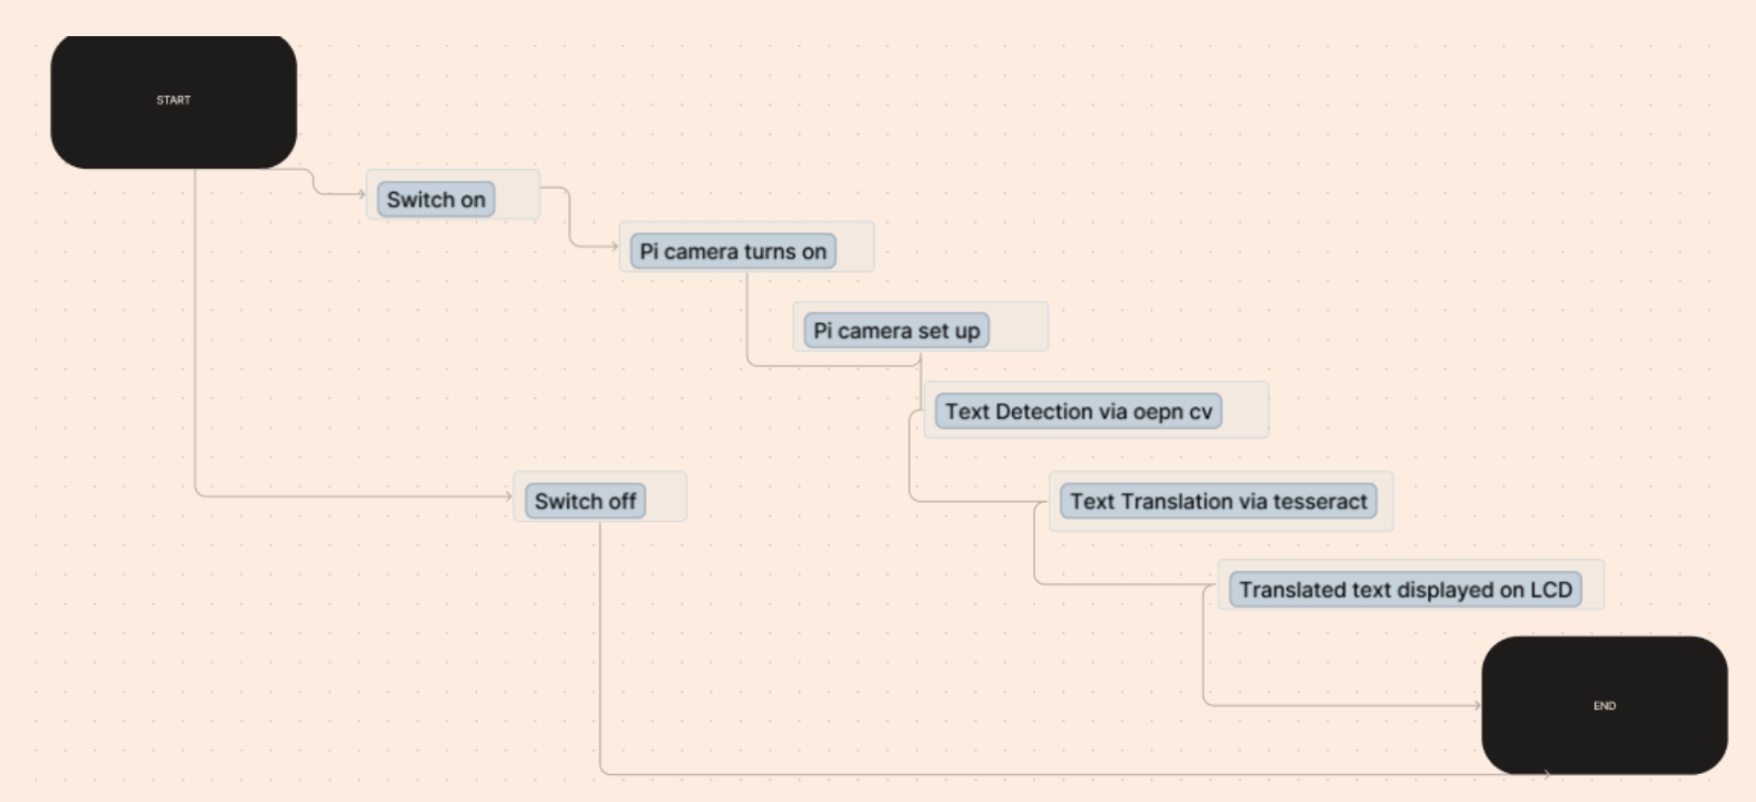 START
Switch on
Pi camera turns on
Pi camera set up
Text Detection via oepn cv
Switch off
Text Translation via tesseract
Translated text displayed on LCD
END